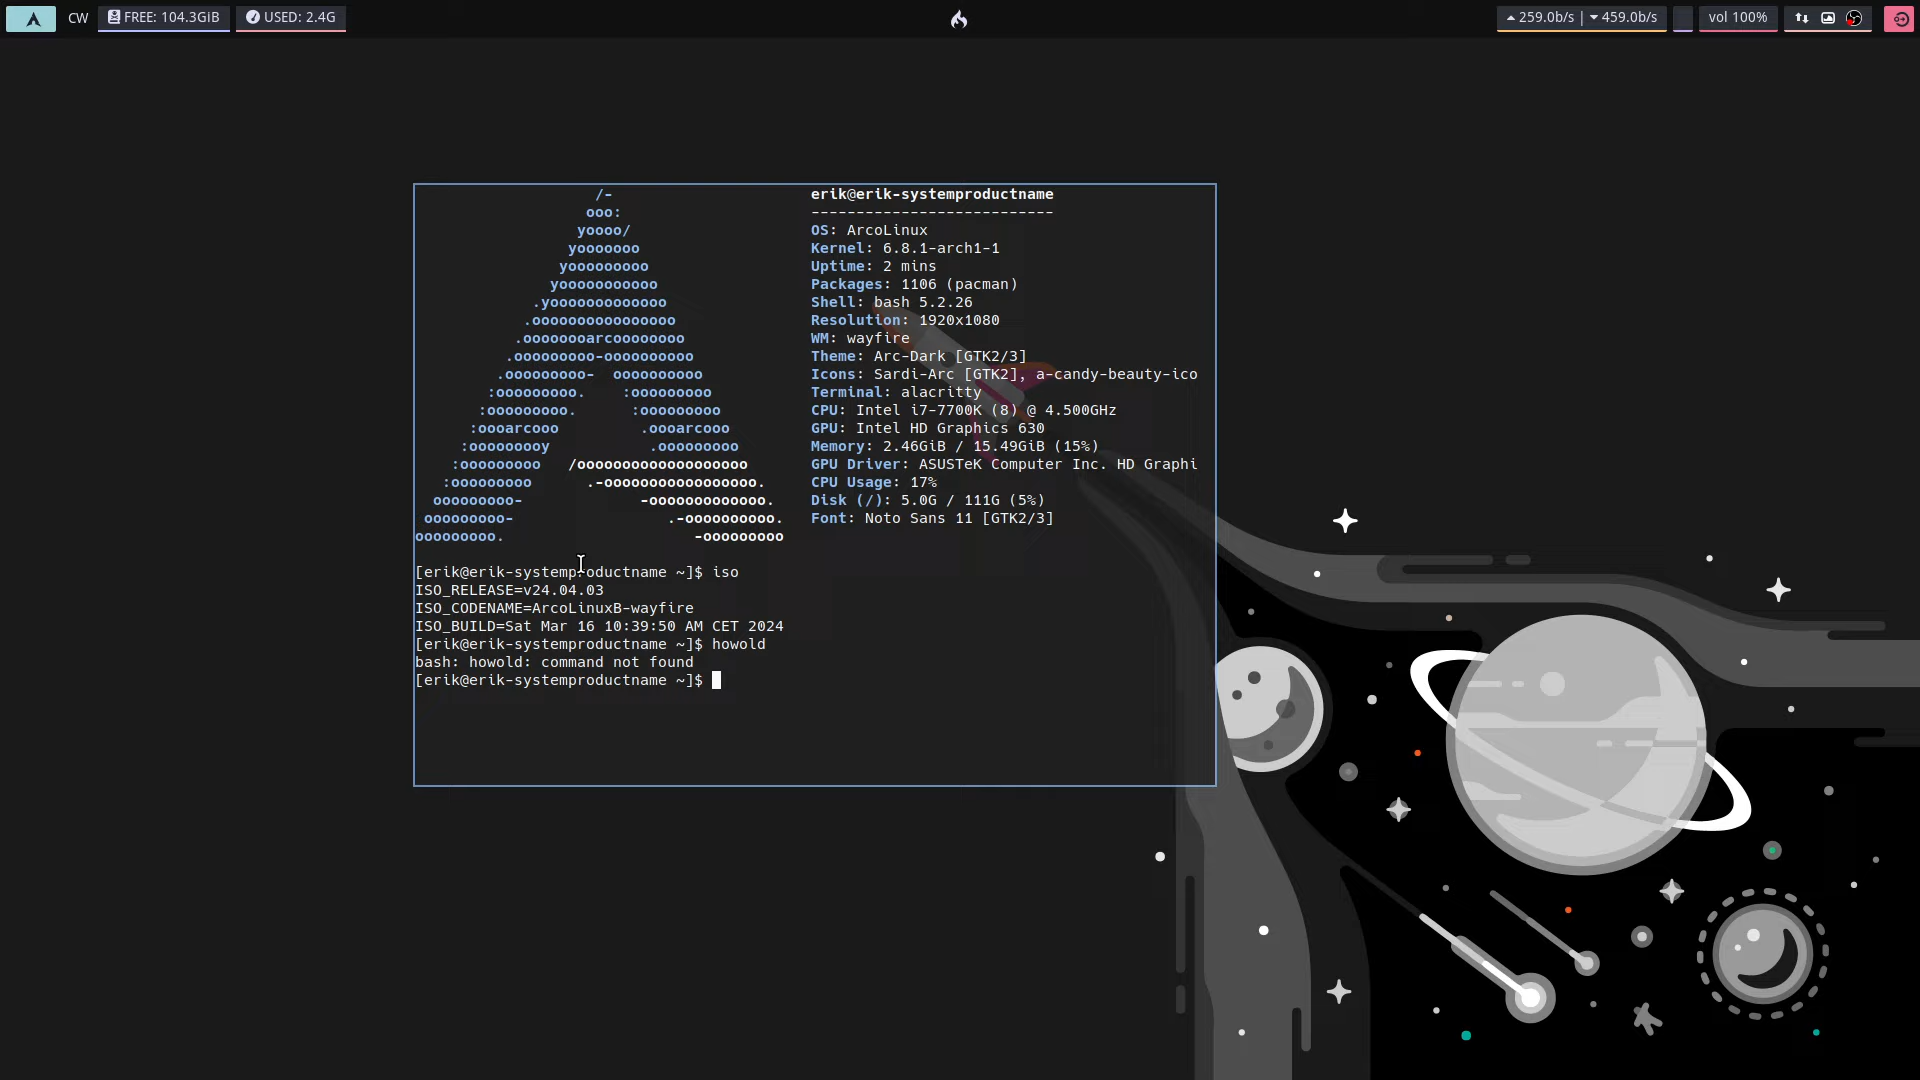 CW FREE: 104.3GIB USED: 2.4G 259.0b/s | 459.0b/s vol 100%
/-
ooo:
yoooo/
yooooooo
yooooooooo
yooooooooooo
.yooooooooooooo
.oooooooooooooooo
.oooooooarcoooooooo
.ooooooooo-oooooooooo
.ooooooooo-  oooooooooo
:ooooooooo.    :ooooooooo
:ooooooooo.      :ooooooooo
:oooarcooo         .oooarcooo
:ooooooooy           .ooooooooo
:ooooooooo   /ooooooooooooooooooo
:ooooooooo      .-ooooooooooooooooo.
ooooooooo-             -ooooooooooooo.
ooooooooo-                 .-oooooooooo.
ooooooooo.                     -ooooooooo
erik@erik-systemproductname
---------------------------
OS: ArcoLinux
Kernel: 6.8.1-arch1-1
Uptime: 2 mins
Packages: 1106 (pacman)
Shell: bash 5.2.26
Resolution: 1920x1080
WM: wayfire
Theme: Arc-Dark [GTK2/3]
Icons: Sardi-Arc [GTK2], a-candy-beauty-ico
Terminal: alacritty
CPU: Intel i7-7700K (8) @ 4.500GHz
GPU: Intel HD Graphics 630
Memory: 2.46GiB / 15.49GiB (15%)
GPU Driver: ASUSTeK Computer Inc. HD Graphi
CPU Usage: 17%
Disk (/): 5.0G / 111G (5%)
Font: Noto Sans 11 [GTK2/3]
[erik@erik-systemproductname ~]$ iso
ISO_RELEASE=v24.04.03
ISO_CODENAME=ArcoLinuxB-wayfire
ISO_BUILD=Sat Mar 16 10:39:50 AM CET 2024
[erik@erik-systemproductname ~]$ howold
bash: howold: command not found
[erik@erik-systemproductname ~]$